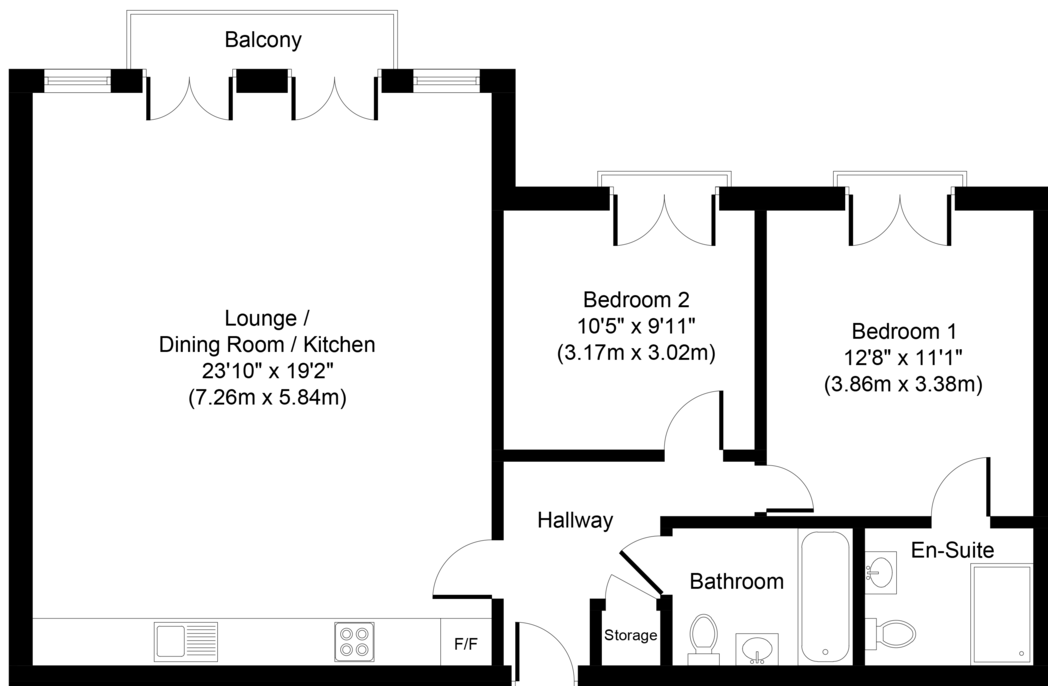 Balcony
Lounge /
Dining Room / Kitchen
23'10" x 19'2"
(7.26m x 5.84m)
Bedroom 2
10'5" x 9'11"
(3.17m x 3.02m)
Bedroom 1
12'8" x 11'1"
(3.86m x 3.38m)
Hallway
En-Suite
Bathroom
Storage
F/F